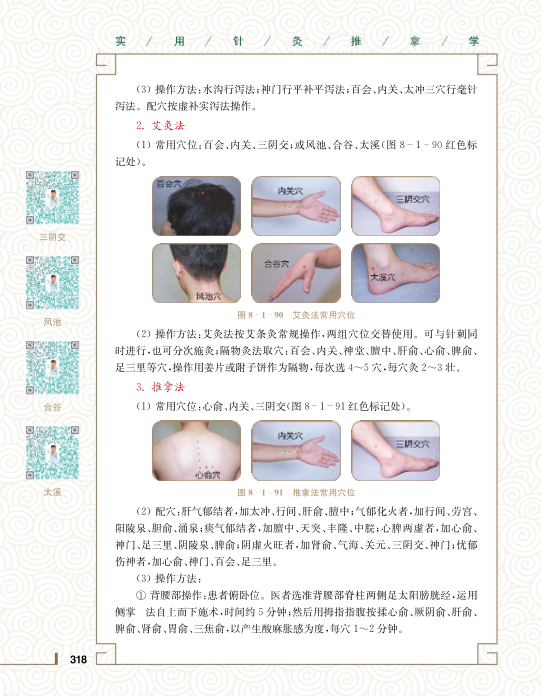 实 / 用 / 针 / 灸 / 推 / 拿 / 学
(3) 操作方法:水沟行泻法;神门行平补平泻法;百会、内关、太冲三穴行毫针
泻法。配穴按虚补实泻法操作。
2. 艾灸法
(1) 常用穴位:百会、内关、三阴交;或风池、合谷、太溪(图 8-1-90 红色标
记处)。
百会穴
内关穴
三阴交穴
风池穴
合谷穴
太溪穴
图 8-1-90 艾灸法常用穴位
三阴交
风池
合谷
太溪
(2) 操作方法:艾灸法按艾条灸常规操作,两组穴位交替使用。可与针刺同
时进行,也可分次施灸;隔物灸法取穴:百会、内关、神堂、膻中、肝俞、心俞、脾俞、
足三里等穴,操作用姜片或附子饼作为隔物,每次选 4~5 穴,每穴灸 2~3 壮。
3. 推拿法
(1) 常用穴位:心俞、内关、三阴交(图 8-1-91 红色标记处)。
心俞穴
内关穴
三阴交穴
图 8-1-91 推拿法常用穴位
(2) 配穴:肝气郁结者,加太冲、行间、肝俞、膻中;气郁化火者,加行间、劳宫、
阳陵泉、胆俞、涌泉;痰气郁结者,加膻中、天突、丰隆、中脘;心脾两虚者,加心俞、
神门、足三里、阴陵泉、脾俞;阴虚火旺者,加肾俞、气海、关元、三阴交、神门;忧郁
伤神者,加心俞、神门、百会、足三里。
(3) 操作方法:
① 背腰部操作:患者俯卧位。医者选准背腰部脊柱两侧足太阳膀胱经,运用
侧掌 法自上而下施术,时间约 5 分钟;然后用拇指指腹按揉心俞、厥阴俞、肝俞、
脾俞、肾俞、胃俞、三焦俞,以产生酸麻胀感为度,每穴 1~2 分钟。
318